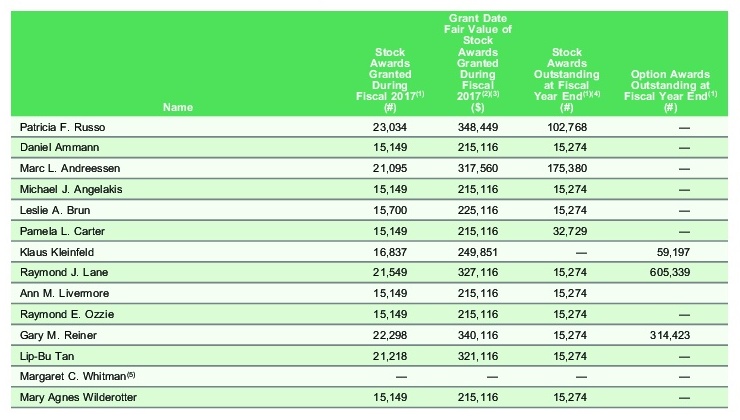 Name Stock Awards Granted During Fiscal 2017(1) (#) Grant Date Fair Value of Stock Awards Granted During Fiscal 2017(2)(3) ($) Stock Awards Outstanding at Fiscal Year End(1)(4) (#) Option Awards Outstanding at Fiscal Year End(1) (#)
Patricia F. Russo 23,034 348,449 102,768 —
Daniel Ammann 15,149 215,116 15,274 —
Marc L. Andreessen 21,095 317,560 175,380 —
Michael J. Angelakis 15,149 215,116 15,274 —
Leslie A. Brun 15,700 225,116 15,274 —
Pamela L. Carter 15,149 215,116 32,729 —
Klaus Kleinfeld 16,837 249,851 — 59,197
Raymond J. Lane 21,549 327,116 15,274 605,339
Ann M. Livermore 15,149 215,116 15,274
Raymond E. Ozzie 15,149 215,116 15,274 —
Gary M. Reiner 22,298 340,116 15,274 314,423
Lip-Bu Tan 21,218 321,116 15,274 —
Margaret C. Whitman(5) — — — —
Mary Agnes Wilderotter 15,149 215,116 15,274 —